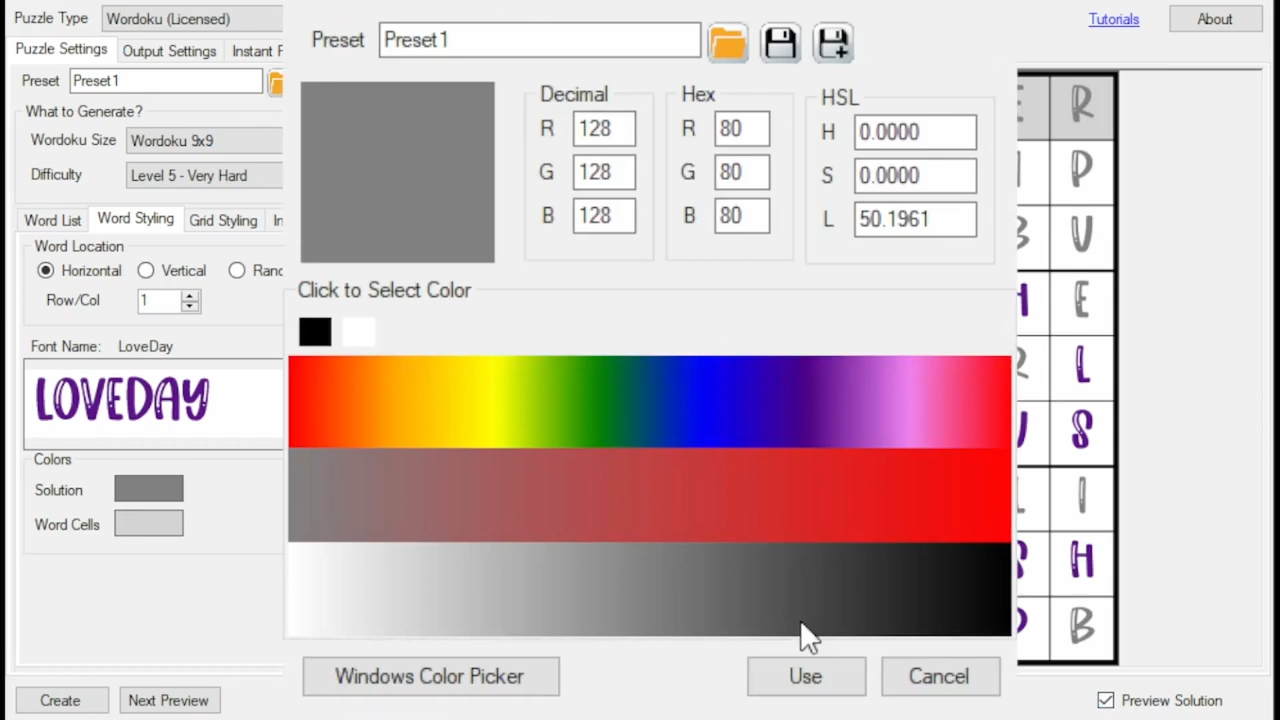 Puzzle Type Wordoku (Licensed)
Tutorials
About
Puzzle Settings Output Settings Instant
Preset Preset1
What to Generate?
Wordoku Size Wordoku 9x9
Difficulty Level 5 - Very Hard
Word List Word Styling Grid Styling
Word Location
Horizontal Vertical
Row/Col 1
Font Name: LoveDay
LOVEDAY
Colors
Solution
Word Cells
Create Next Preview
Preset Preset1
Decimal Hex HSL
R 128 R 80 H 0.0000
G 128 G 80 S 0.0000
B 128 B 80 L 50.1961
Click to Select Color
Windows Color Picker Use Cancel
R
P
U
E
L
S
I
H
B
Preview Solution